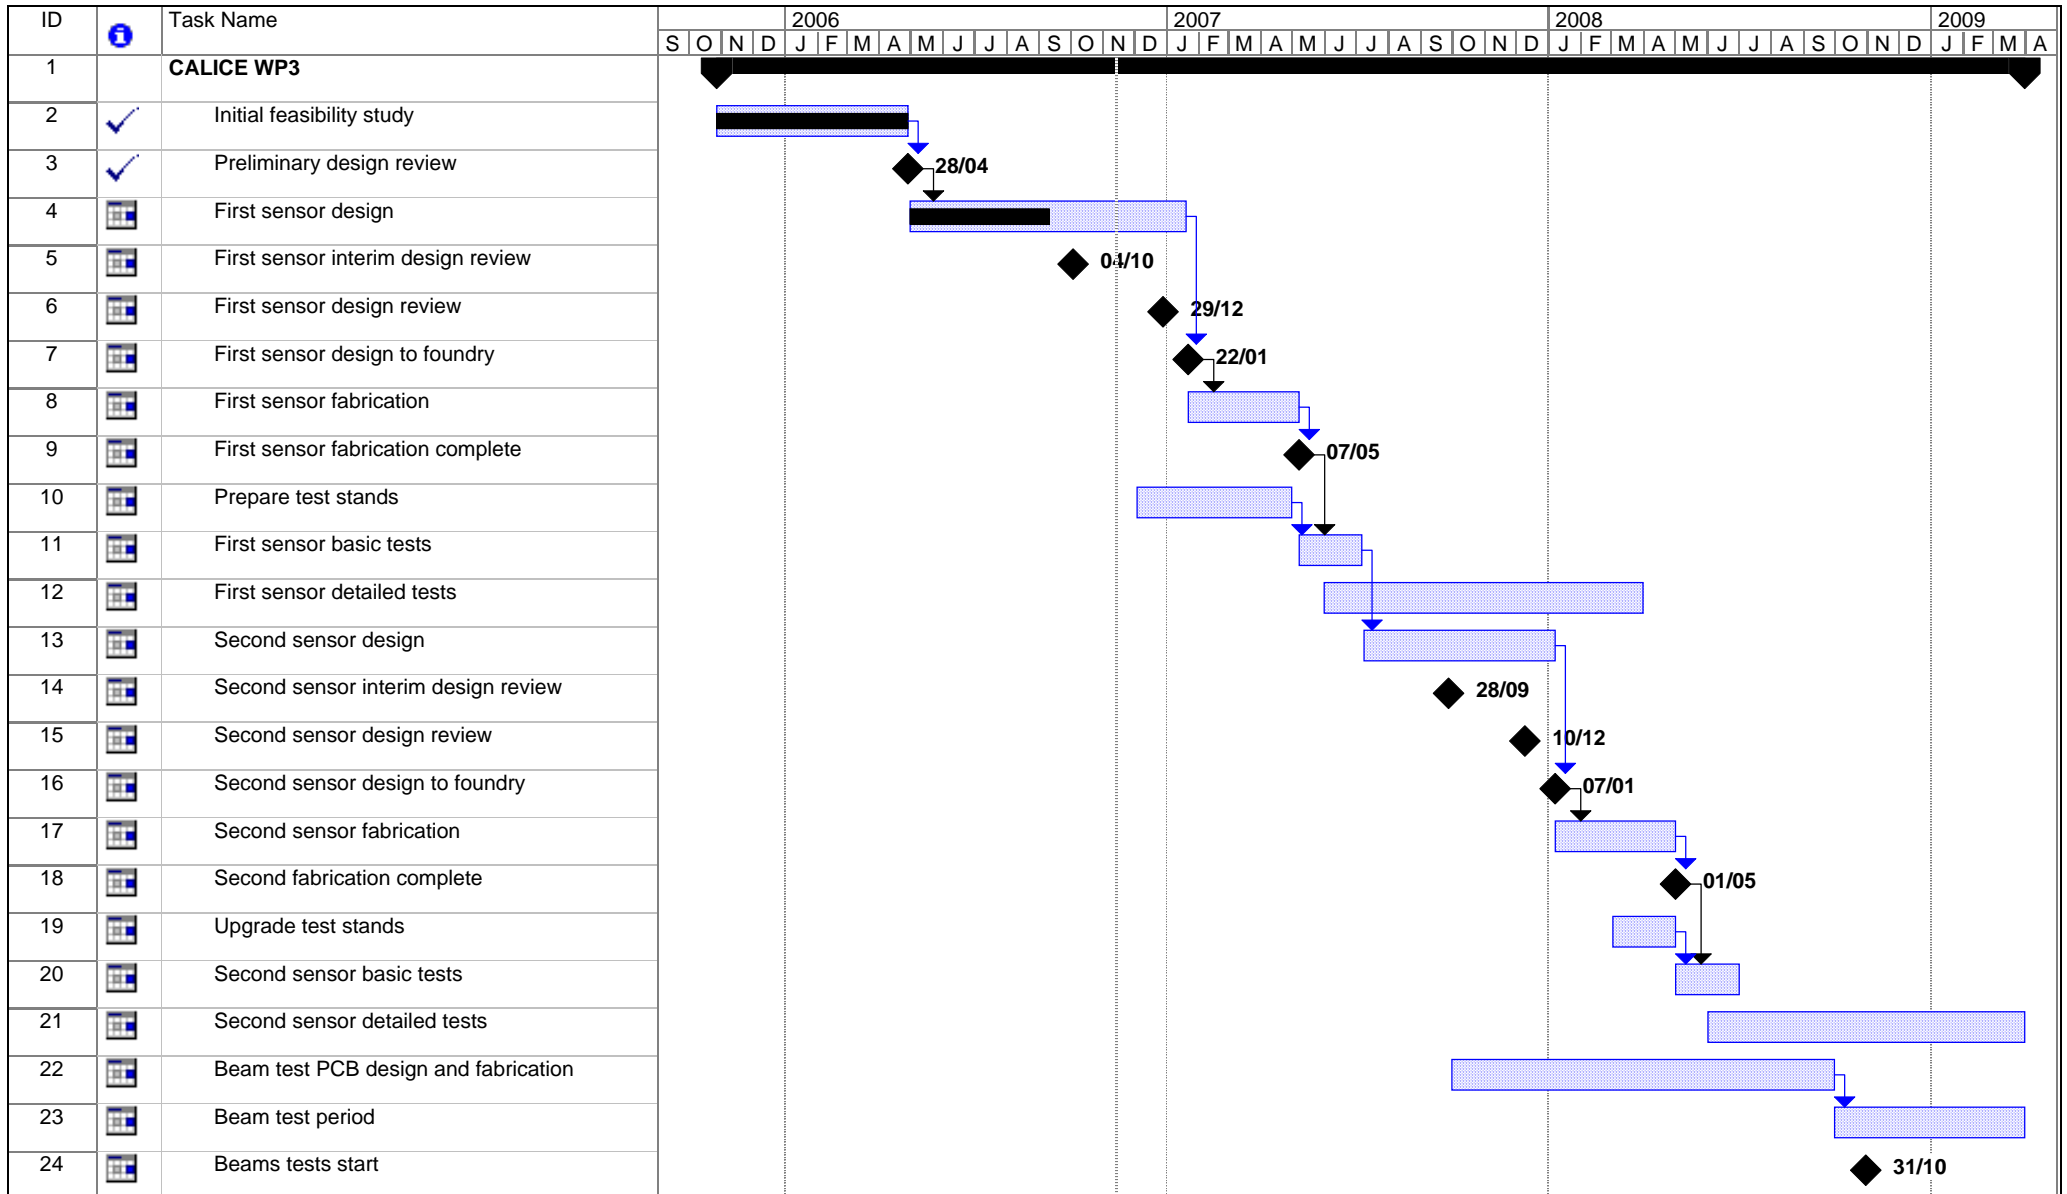 ID Task Name 2006 2007 2008 2009
S O N D J F M A M J J A S O N D J F M A M J J A S O N D J F M A M J J A S O N D J F M A
1 CALICE WP3
2 Initial feasibility study
3 Preliminary design review 28/04
4 First sensor design
5 First sensor interim design review 04/10
6 First sensor design review 29/12
7 First sensor design to foundry 22/01
8 First sensor fabrication
9 First sensor fabrication complete 07/05
10 Prepare test stands
11 First sensor basic tests
12 First sensor detailed tests
13 Second sensor design
14 Second sensor interim design review 28/09
15 Second sensor design review 10/12
16 Second sensor design to foundry 07/01
17 Second sensor fabrication
18 Second fabrication complete 01/05
19 Upgrade test stands
20 Second sensor basic tests
21 Second sensor detailed tests
22 Beam test PCB design and fabrication
23 Beam test period
24 Beams tests start 31/10